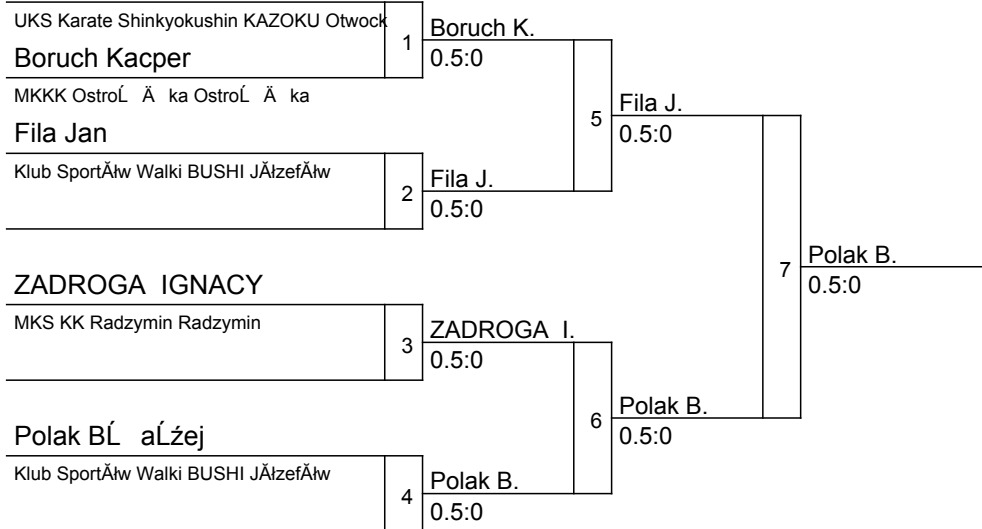 UKS Karate Shinkyokushin KAZOKU Otwock
1
Boruch K.
0.5:0
Boruch Kacper
MKKK OstroĹ Ä ka OstroĹ Ä ka
5
Fila J.
0.5:0
Fila Jan
Klub SportĂłw Walki BUSHI JĂłzefĂłw
2
Fila J.
0.5:0
7
Polak B.
0.5:0
ZADROGA IGNACY
MKS KK Radzymin Radzymin
3
ZADROGA I.
0.5:0
6
Polak B.
0.5:0
Polak BĹ aĹźej
Klub SportĂłw Walki BUSHI JĂłzefĂłw
4
Polak B.
0.5:0